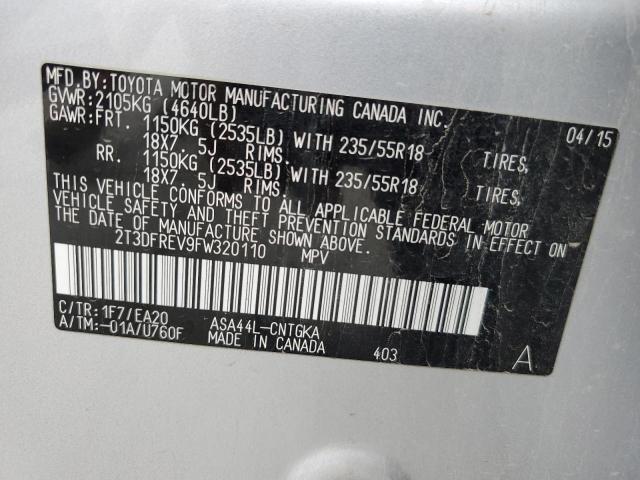 MFD.BY:TOYOTA MOTOR MANUFACTURING CANADA INC.
GVWR:2105KG (4640LB) 04/15
GAWR:FRT. 1150KG (2535LB) WITH 235/55R18 TIRES,
18X7. 5J RIMS.
RR. 1150KG (2535LB) WITH 235/55R18 TIRES,
18X7. 5J RIMS
THIS VEHICLE CONFORMS TO ALL APPLICABLE FEDERAL MOTOR
VEHICLE SAFETY AND THEFT PREVENTION STANDARDS IN EFFECT ON
THE DATE OF MANUFACTURE SHOWN ABOVE.
2T3DFREV9FW320110 MPV
C/TR:1F7/EA20 ASA44L-CNTGKA
A/TM:-01A/U760F MADE IN CANADA 403 A